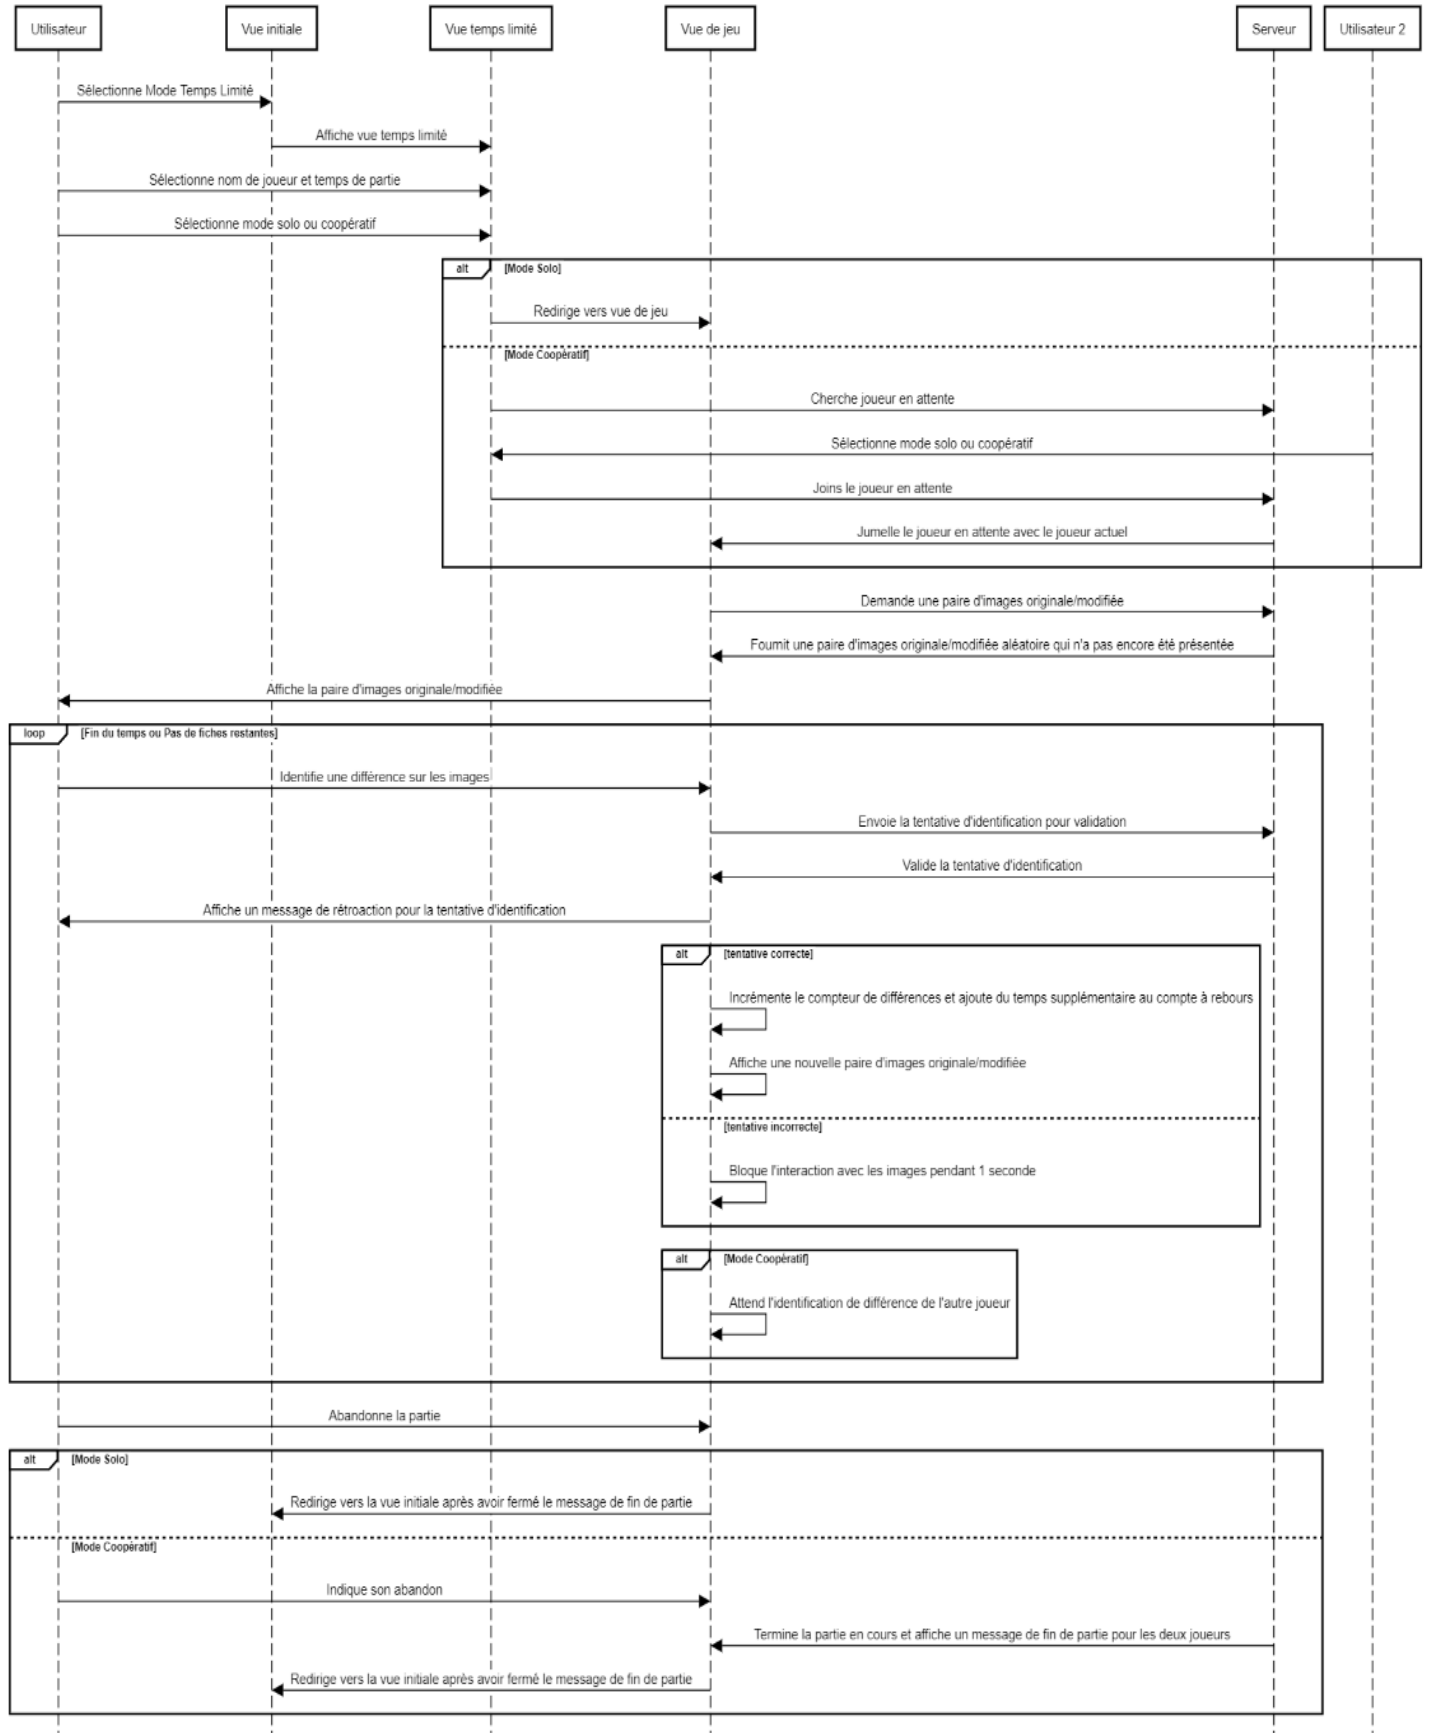 Utilisateur
Vue initiale
Vue temps limité
Vue de jeu
Serveur
Utilisateur 2
Sélectionne Mode Temps Limité
Affiche vue temps limité
Sélectionne nom de joueur et temps de partie
Sélectionne mode solo ou coopératif
alt
[Mode Solo]
Redirige vers vue de jeu
[Mode Coopératif]
Cherche joueur en attente
Sélectionne mode solo ou coopératif
Joins le joueur en attente
Jumelle le joueur en attente avec le joueur actuel
Demande une paire d'images originale/modifiée
Fournit une paire d'images originale/modifiée aléatoire qui n'a pas encore été présentée
Affiche la paire d'images originale/modifiée
loop
[Fin du temps ou Pas de fiches restantes]
Identifie une différence sur les images
Envoie la tentative d'identification pour validation
Valide la tentative d'identification
Affiche un message de rétroaction pour la tentative d'identification
alt
[tentative correcte]
Incrémente le compteur de différences et ajoute du temps supplémentaire au compte à rebours
Affiche une nouvelle paire d'images originale/modifiée
[tentative incorrecte]
Bloque l'interaction avec les images pendant 1 seconde
alt
[Mode Coopératif]
Attend l'identification de différence de l'autre joueur
Abandonne la partie
alt
[Mode Solo]
Redirige vers la vue initiale après avoir fermé le message de fin de partie
[Mode Coopératif]
Indique son abandon
Termine la partie en cours et affiche un message de fin de partie pour les deux joueurs
Redirige vers la vue initiale après avoir fermé le message de fin de partie